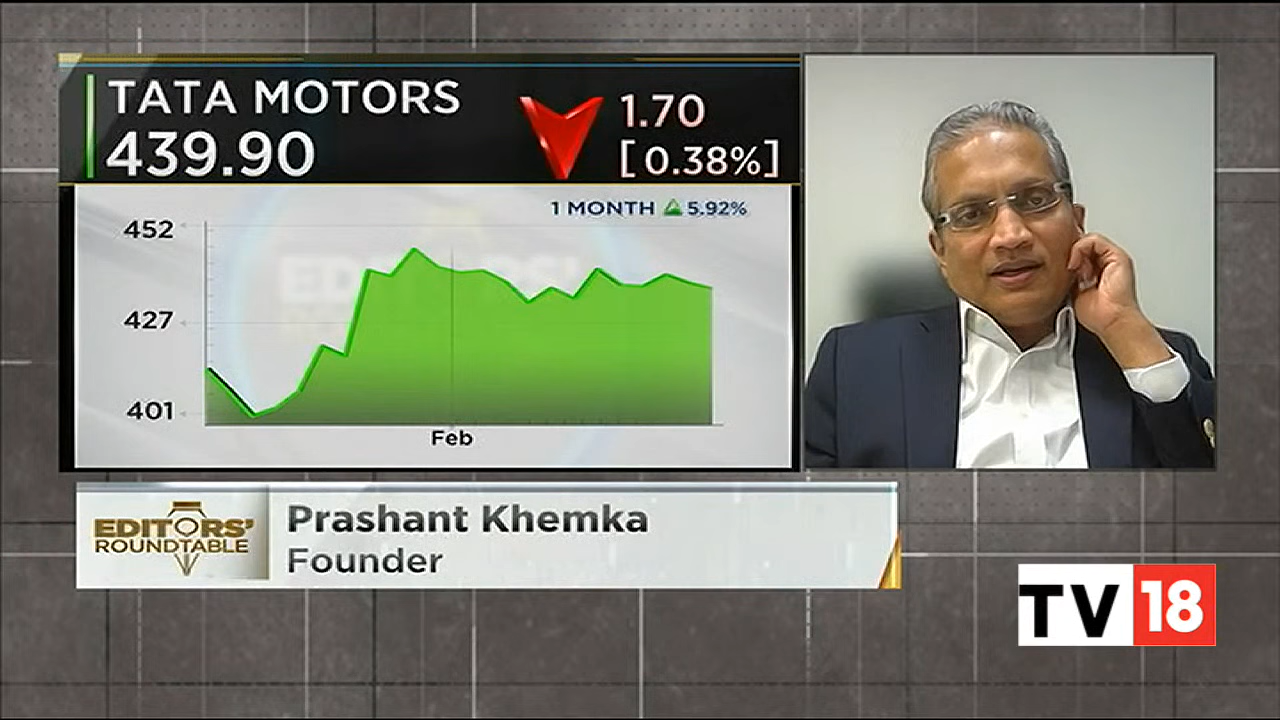 TATA MOTORS
439.90
1.70
[0.38%]
1 MONTH 5.92%
452
427
401
Feb
EDITORS'
ROUNDTABLE
Prashant Khemka
Founder
TV18